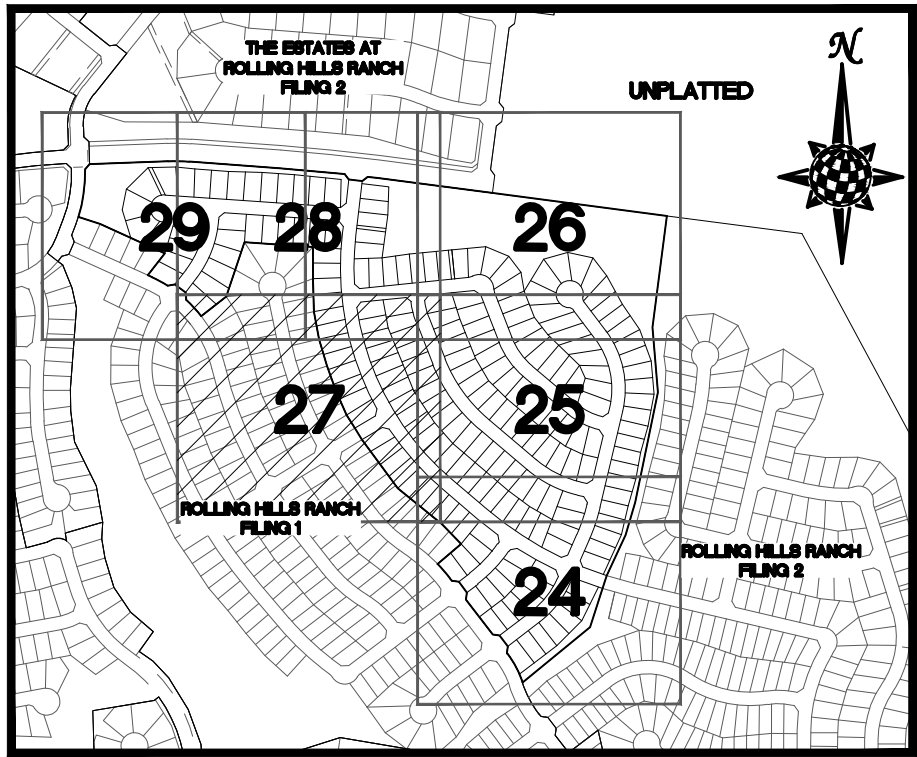 THE ESTATES AT
ROLLING HILLS RANCH
FILING 2
UNPLATTED
N
29
28
26
27
25
ROLLING HILLS RANCH
FILING 1
24
ROLLING HILLS RANCH
FILING 2